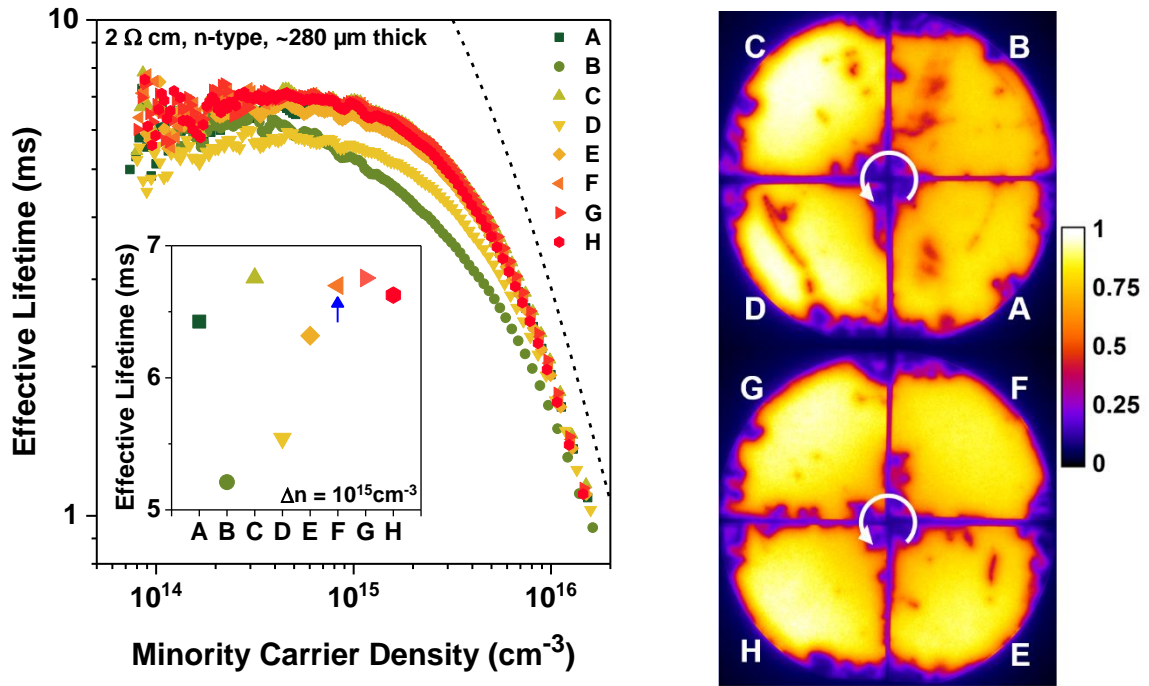 10
2 Ω cm, n-type, ~280 µm thick
A
B
C
D
E
F
G
H
Effective Lifetime (ms)
7
6
5
Effective Lifetime (ms)
Δn = 10¹⁵cm⁻³
A B C D E F G H
1
10¹⁴ 10¹⁵ 10¹⁶
Minority Carrier Density (cm⁻³)
C B
D A
G F
H E
1
0.75
0.5
0.25
0